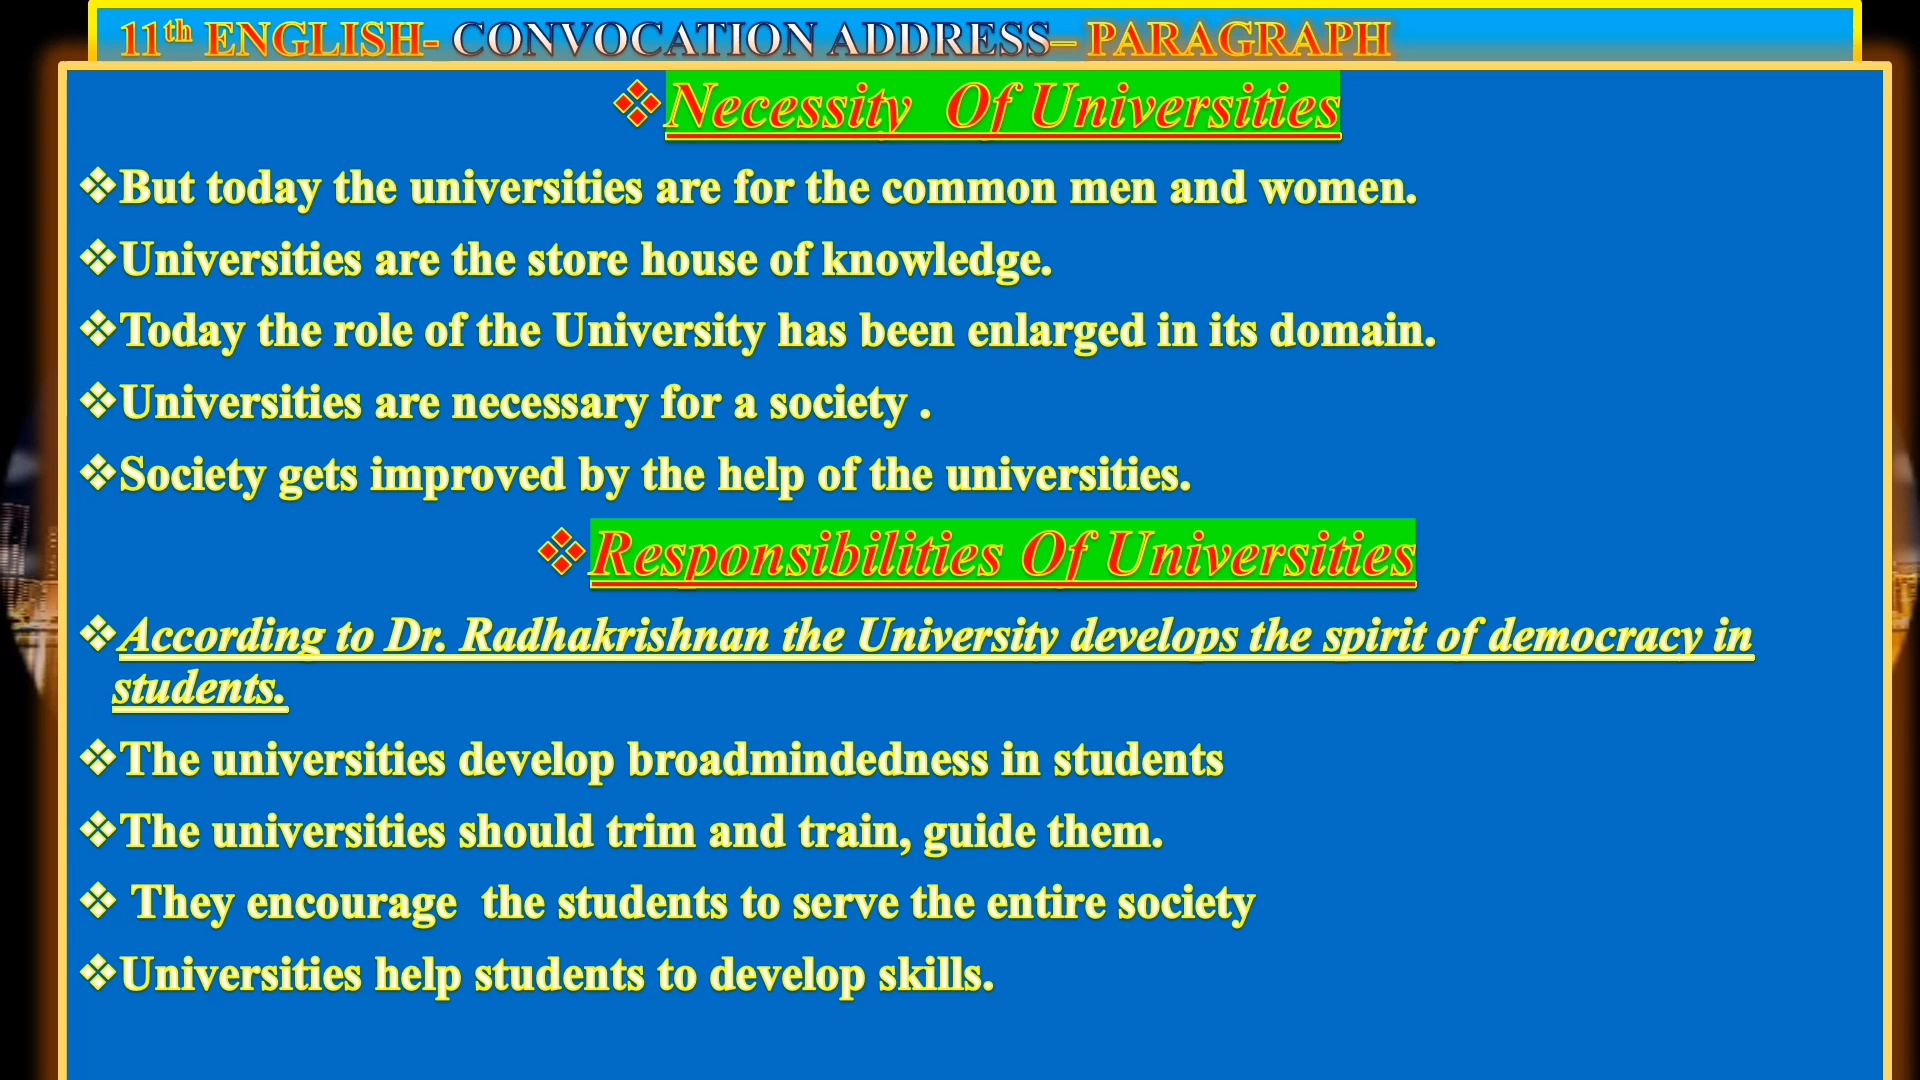 11th ENGLISH- CONVOCATION ADDRESS– PARAGRAPH
❖Necessity  Of Universities
❖But today the universities are for the common men and women.
❖Universities are the store house of knowledge.
❖Today the role of the University has been enlarged in its domain.
❖Universities are necessary for a society .
❖Society gets improved by the help of the universities.
❖Responsibilities Of Universities
❖According to Dr. Radhakrishnan the University develops the spirit of democracy in
students.
❖The universities develop broadmindedness in students
❖The universities should trim and train, guide them.
❖ They encourage  the students to serve the entire society
❖Universities help students to develop skills.